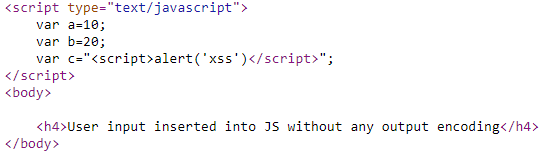 <script type="text/javascript">
    var a=10;
    var b=20;
    var c="<script>alert('xss')</script>";
</script>
<body>
    <h4>User input inserted into JS without any output encoding</h4>
</body>